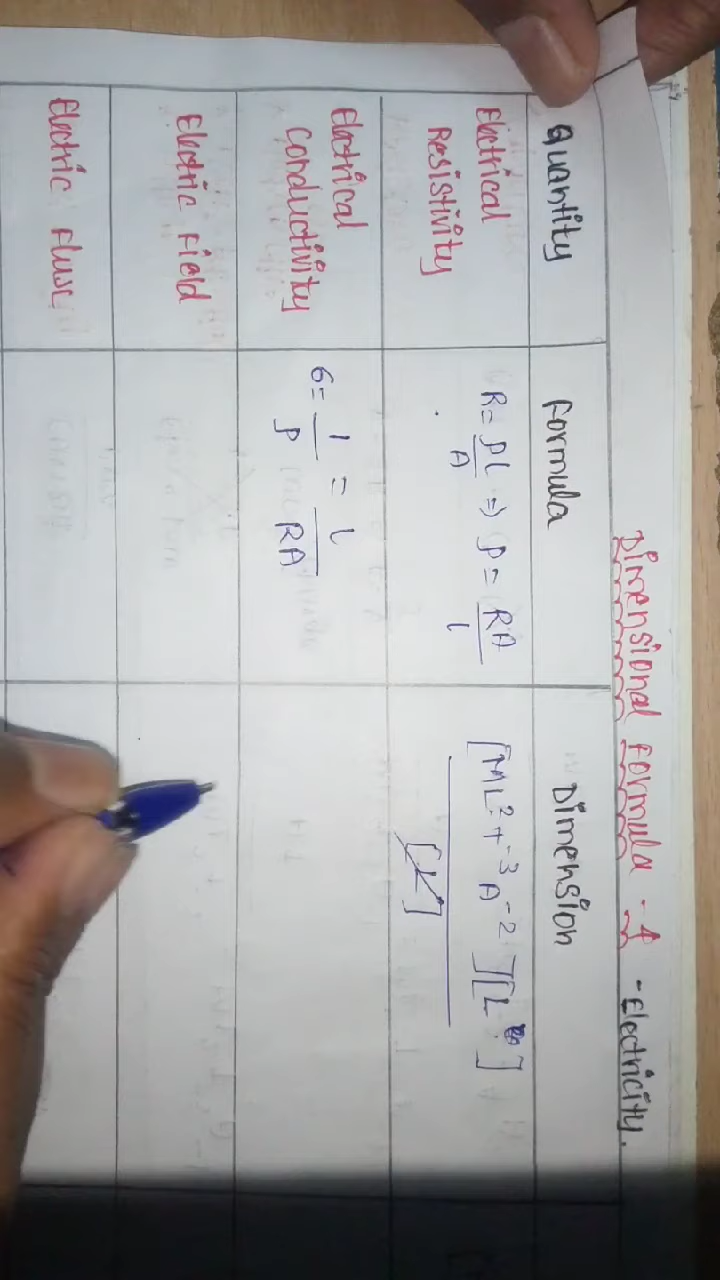 Dimensional Formula - 1 - Electricity.
Quantity Formula Dimension
Electrical Resistivity R = ρl/A => ρ = RA/l [ML²T⁻³A⁻²][L²] / [L]
Electrical Conductivity σ = 1/ρ = l/RA
Electric Field
Electric Flux